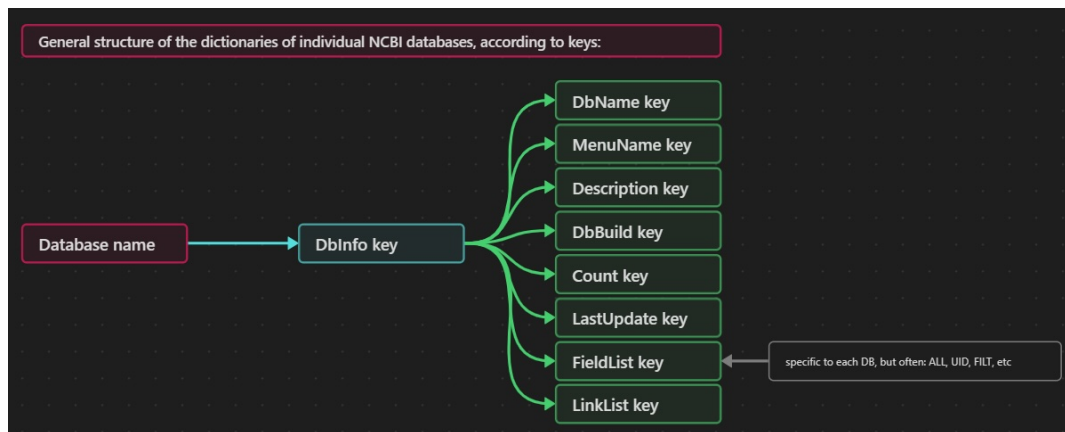 General structure of the dictionaries of individual NCBI databases, according to keys:
DbName key
MenuName key
Description key
Database name
DbInfo key
DbBuild key
Count key
LastUpdate key
FieldList key
specific to each DB, but often: ALL, UID, FILT, etc
LinkList key